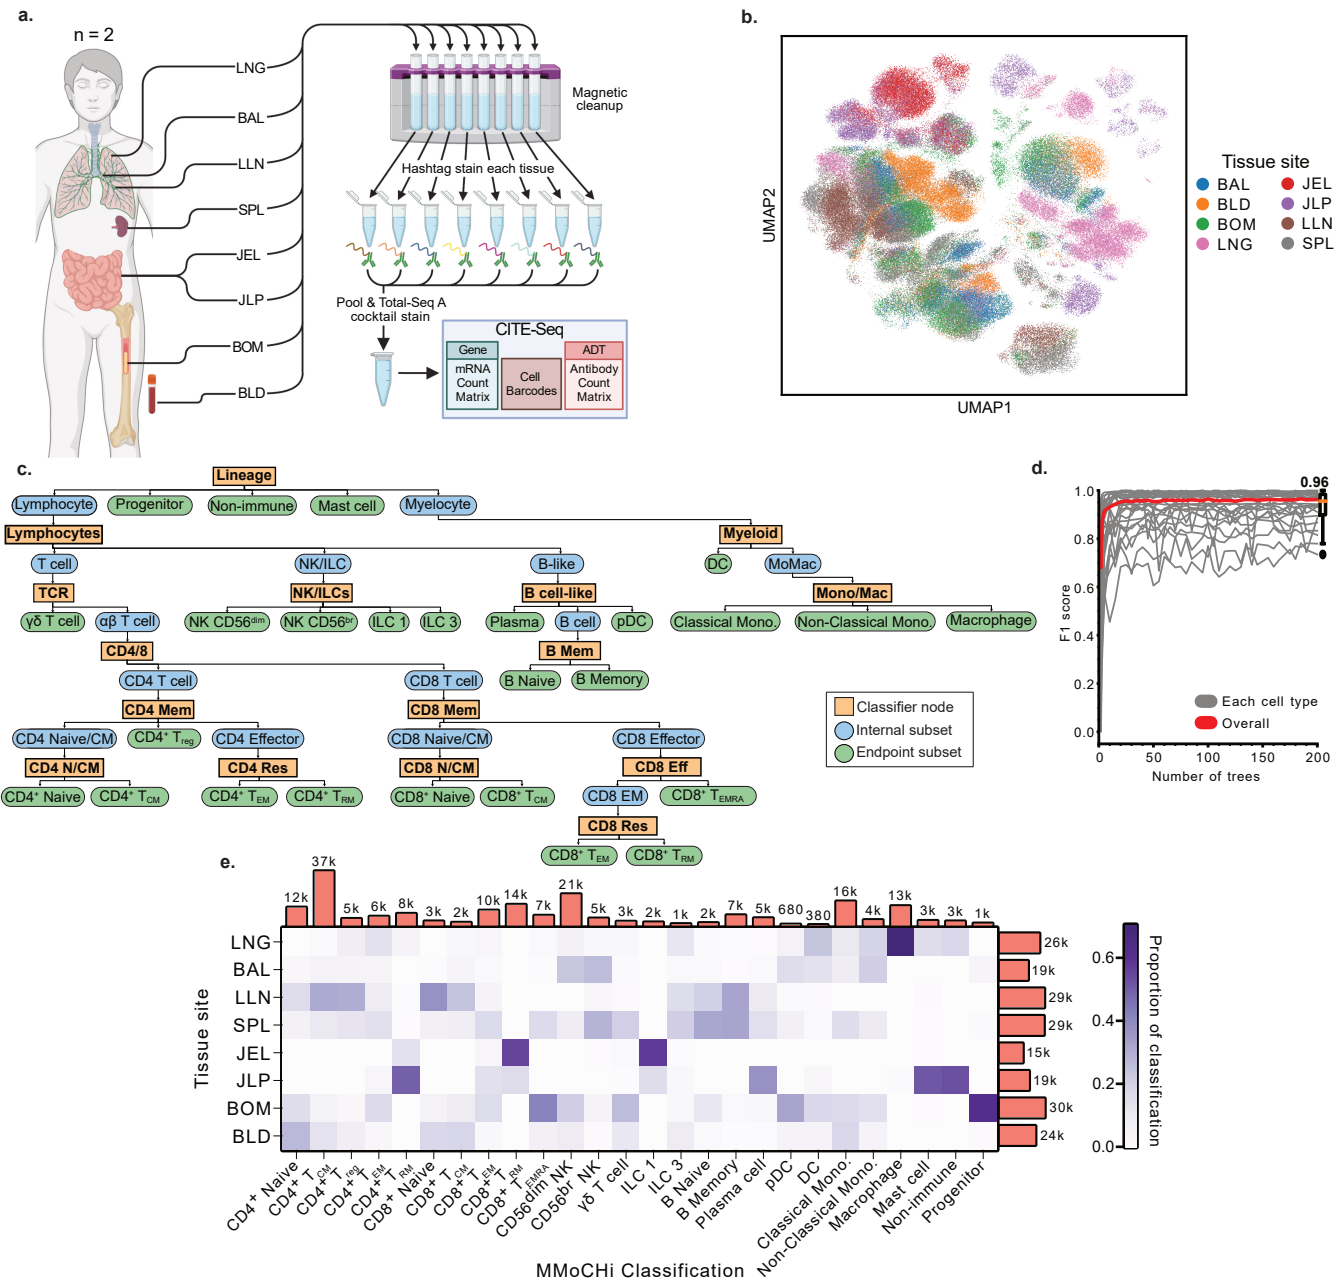 a.
n = 2
LNG
BAL
LLN
SPL
JEL
JLP
BOM
BLD
Magnetic
cleanup
Hashtag stain each tissue
Pool & Total-Seq A
cocktail stain
CITE-Seq
Gene
mRNA
Count
Matrix
Cell
Barcodes
ADT
Antibody
Count
Matrix
b.
UMAP2
UMAP1
Tissue site
BAL JEL
BLD JLP
BOM LLN
LNG SPL
c.
Lineage
Lymphocyte Progenitor Non-immune Mast cell Myelocyte
Lymphocytes Myeloid
T cell NK/ILC B-like DC MoMac
TCR NK/ILCs B cell-like Mono/Mac
γδ T cell αβ T cell NK CD56dim NK CD56br ILC 1 ILC 3 Plasma B cell pDC Classical Mono. Non-Classical Mono. Macrophage
CD4/8 B Mem
CD4 T cell CD8 T cell B Naive B Memory
CD4 Mem CD8 Mem
CD4 Naive/CM CD4+ Treg CD4 Effector CD8 Naive/CM CD8 Effector
CD4 N/CM CD4 Res CD8 N/CM CD8 Eff
CD4+ Naive CD4+ TCM CD4+ TEM CD4+ TRM CD8+ Naive CD8+ TCM CD8 EM CD8+ TEMRA
CD8 Res
CD8+ TEM CD8+ TRM
Classifier node
Internal subset
Endpoint subset
d.
0.96
1.0
0.8
0.6
0.4
0.2
0.0
F1 score
Each cell type
Overall
0 50 100 150 200
Number of trees
e.
12k 37k 5k 6k 8k 3k 2k 10k 14k 7k 21k 5k 3k 2k 1k 2k 7k 5k 680 380 16k 4k 13k 3k 3k 1k
Tissue site
LNG 26k
BAL 19k
LLN 29k
SPL 29k
JEL 15k
JLP 19k
BOM 30k
BLD 24k
CD4+ Naive
CD4+ TCM
CD4+ Treg
CD4+ TEM
CD4+ TRM
CD8+ Naive
CD8+ TCM
CD8+ TEM
CD8+ TRM
CD8+ TEMRA
CD56dim NK
CD56br NK
γδ T cell
ILC 1
ILC 3
B Naive
B Memory
Plasma cell
pDC
DC
Classical Mono.
Non-Classical Mono.
Macrophage
Mast cell
Non-immune
Progenitor
MMoCHi Classification
0.6
0.4
0.2
0.0
Proportion of classification